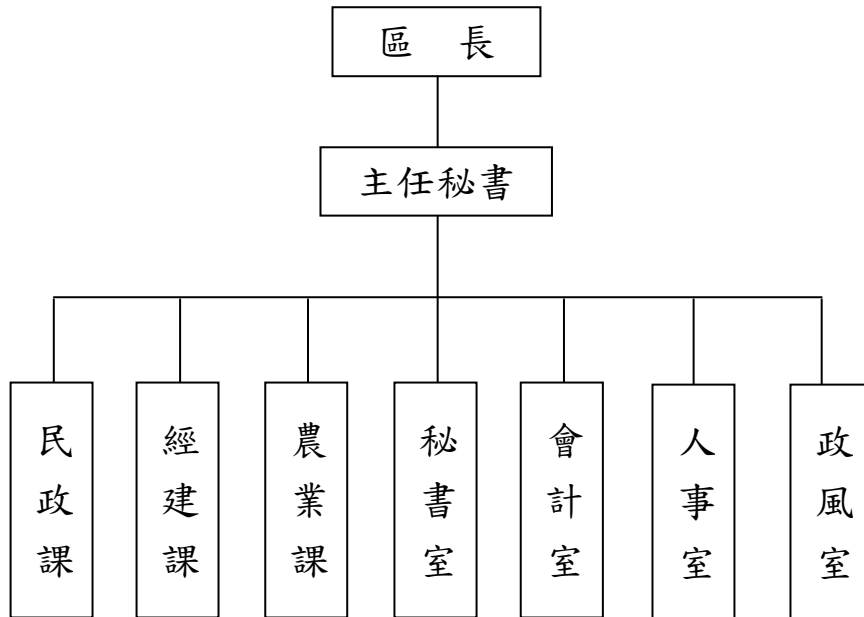 區 長
主任秘書
民政課
經建課
農業課
秘書室
會計室
人事室
政風室